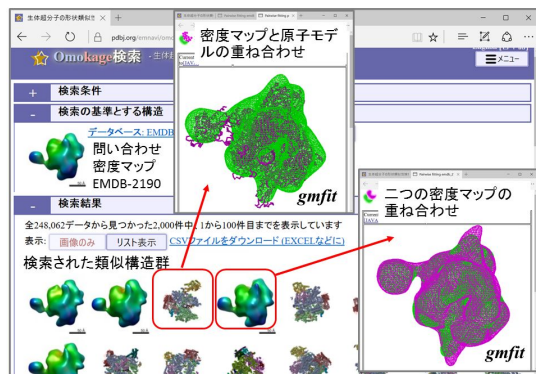 生体超分子の形状類似性
pdbj.org/emnavi/omo
Omokage検索
メニュー
+ 検索条件
- 検索の基準とする構造
データベース: EMDB
問い合わせ
密度マップ
EMDB-2190
- 検索結果
全248,062データから見つかった2,000件中、1から100件目までを表示しています
表示: 画像のみ リスト表示 CSVファイルをダウンロード (EXCELなどに)
検索された類似構造群
密度マップと原子モデ
ルの重ね合わせ
gmfit
二つの密度マップの
重ね合わせ
gmfit